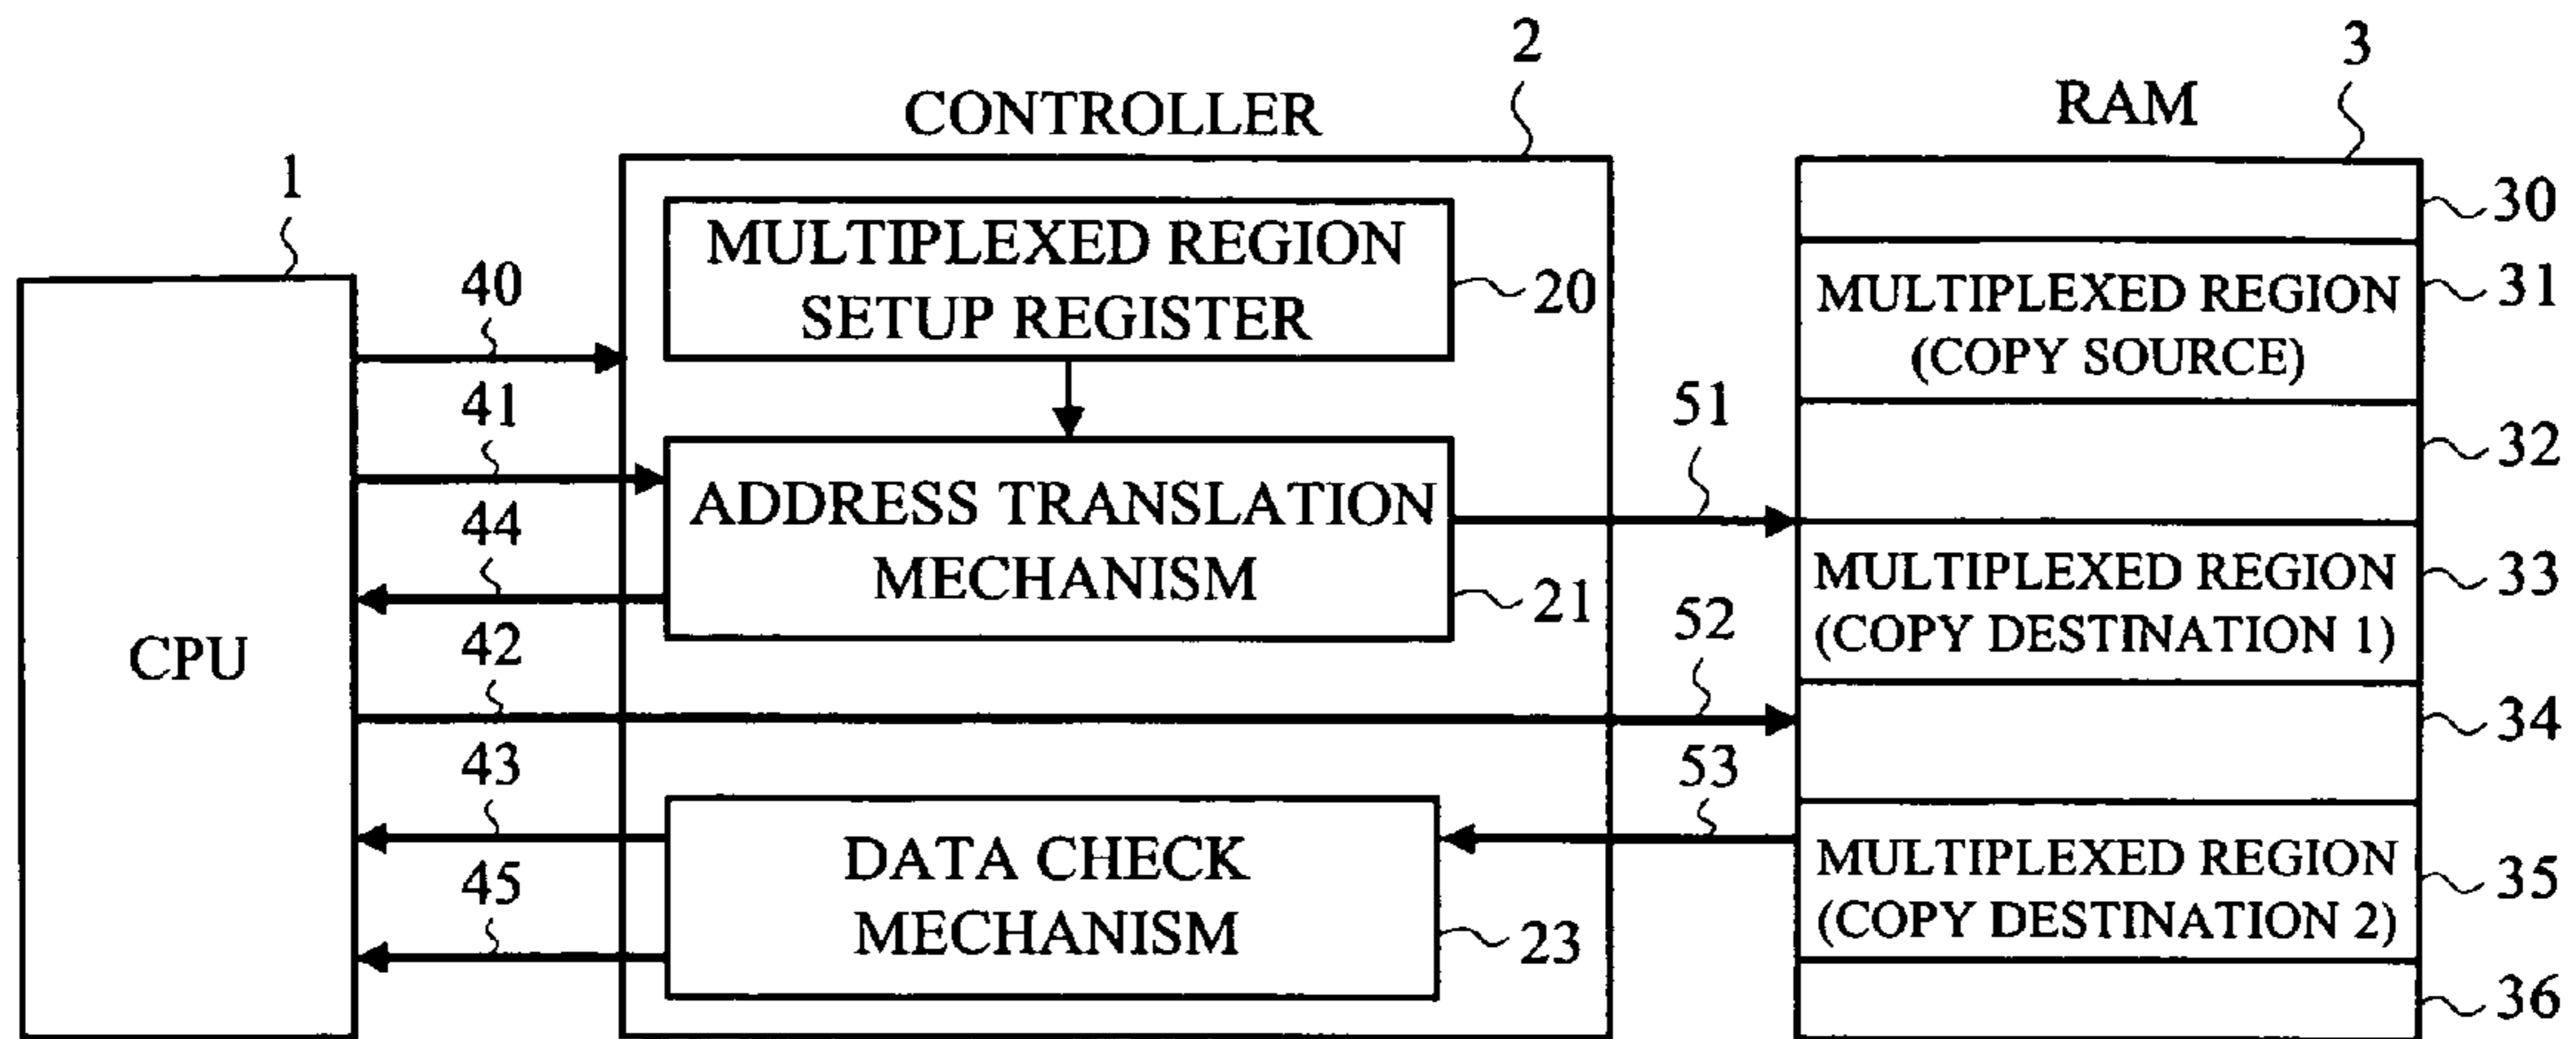 2
3
CONTROLLER
RAM
1
30
MULTIPLEXED REGION
SETUP REGISTER
20
MULTIPLEXED REGION
(COPY SOURCE)
31
40
41
51
32
ADDRESS TRANSLATION
MECHANISM
21
44
MULTIPLEXED REGION
(COPY DESTINATION 1)
33
CPU
42
52
34
43
53
DATA CHECK
MECHANISM
23
45
MULTIPLEXED REGION
(COPY DESTINATION 2)
35
36